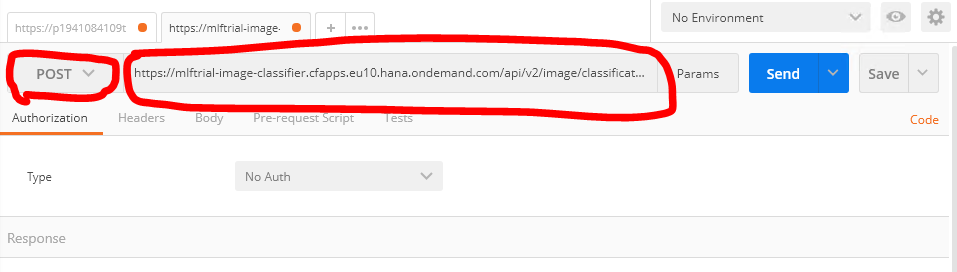 https://p1941084109t
https://mlftrial-image-
+
•••
No Environment
POST
https://mlftrial-image-classifier.cfapps.eu10.hana.ondemand.com/api/v2/image/classificat...
Params
Send
Save
Authorization
Headers
Body
Pre-request Script
Tests
Code
Type
No Auth
Response